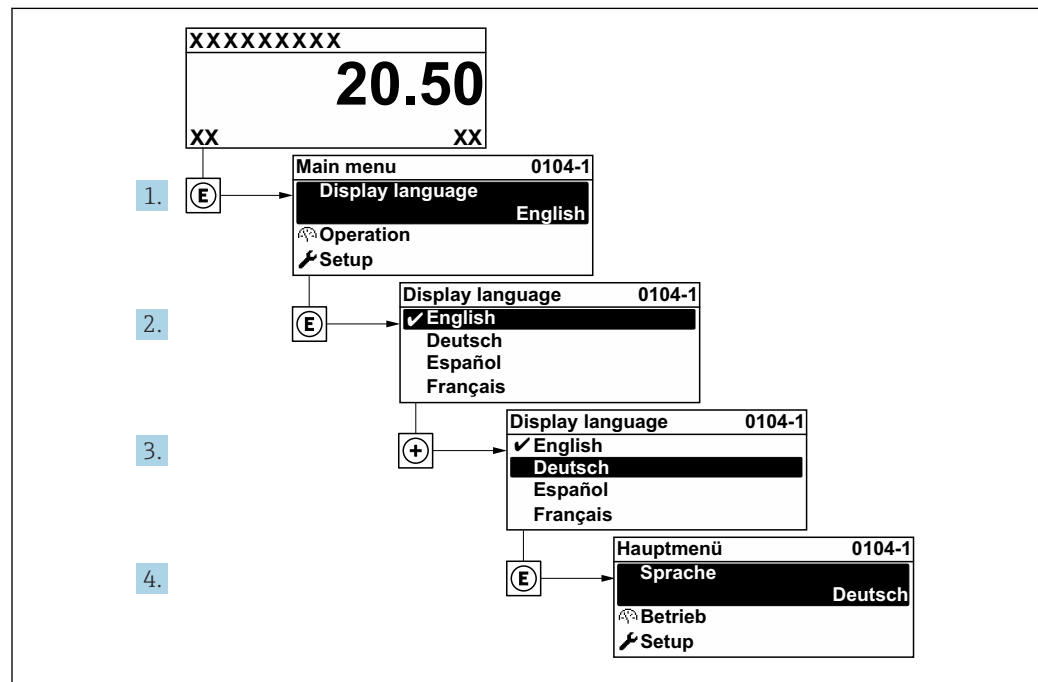 XXXXXXXXX
20.50
XX XX
1.
E
Main menu 0104-1
Display language
English
Operation
Setup
2.
E
Display language 0104-1
✔English
Deutsch
Español
Français
3.
+
Display language 0104-1
✔English
Deutsch
Español
Français
4.
E
Hauptmenü 0104-1
Sprache
Deutsch
Betrieb
Setup